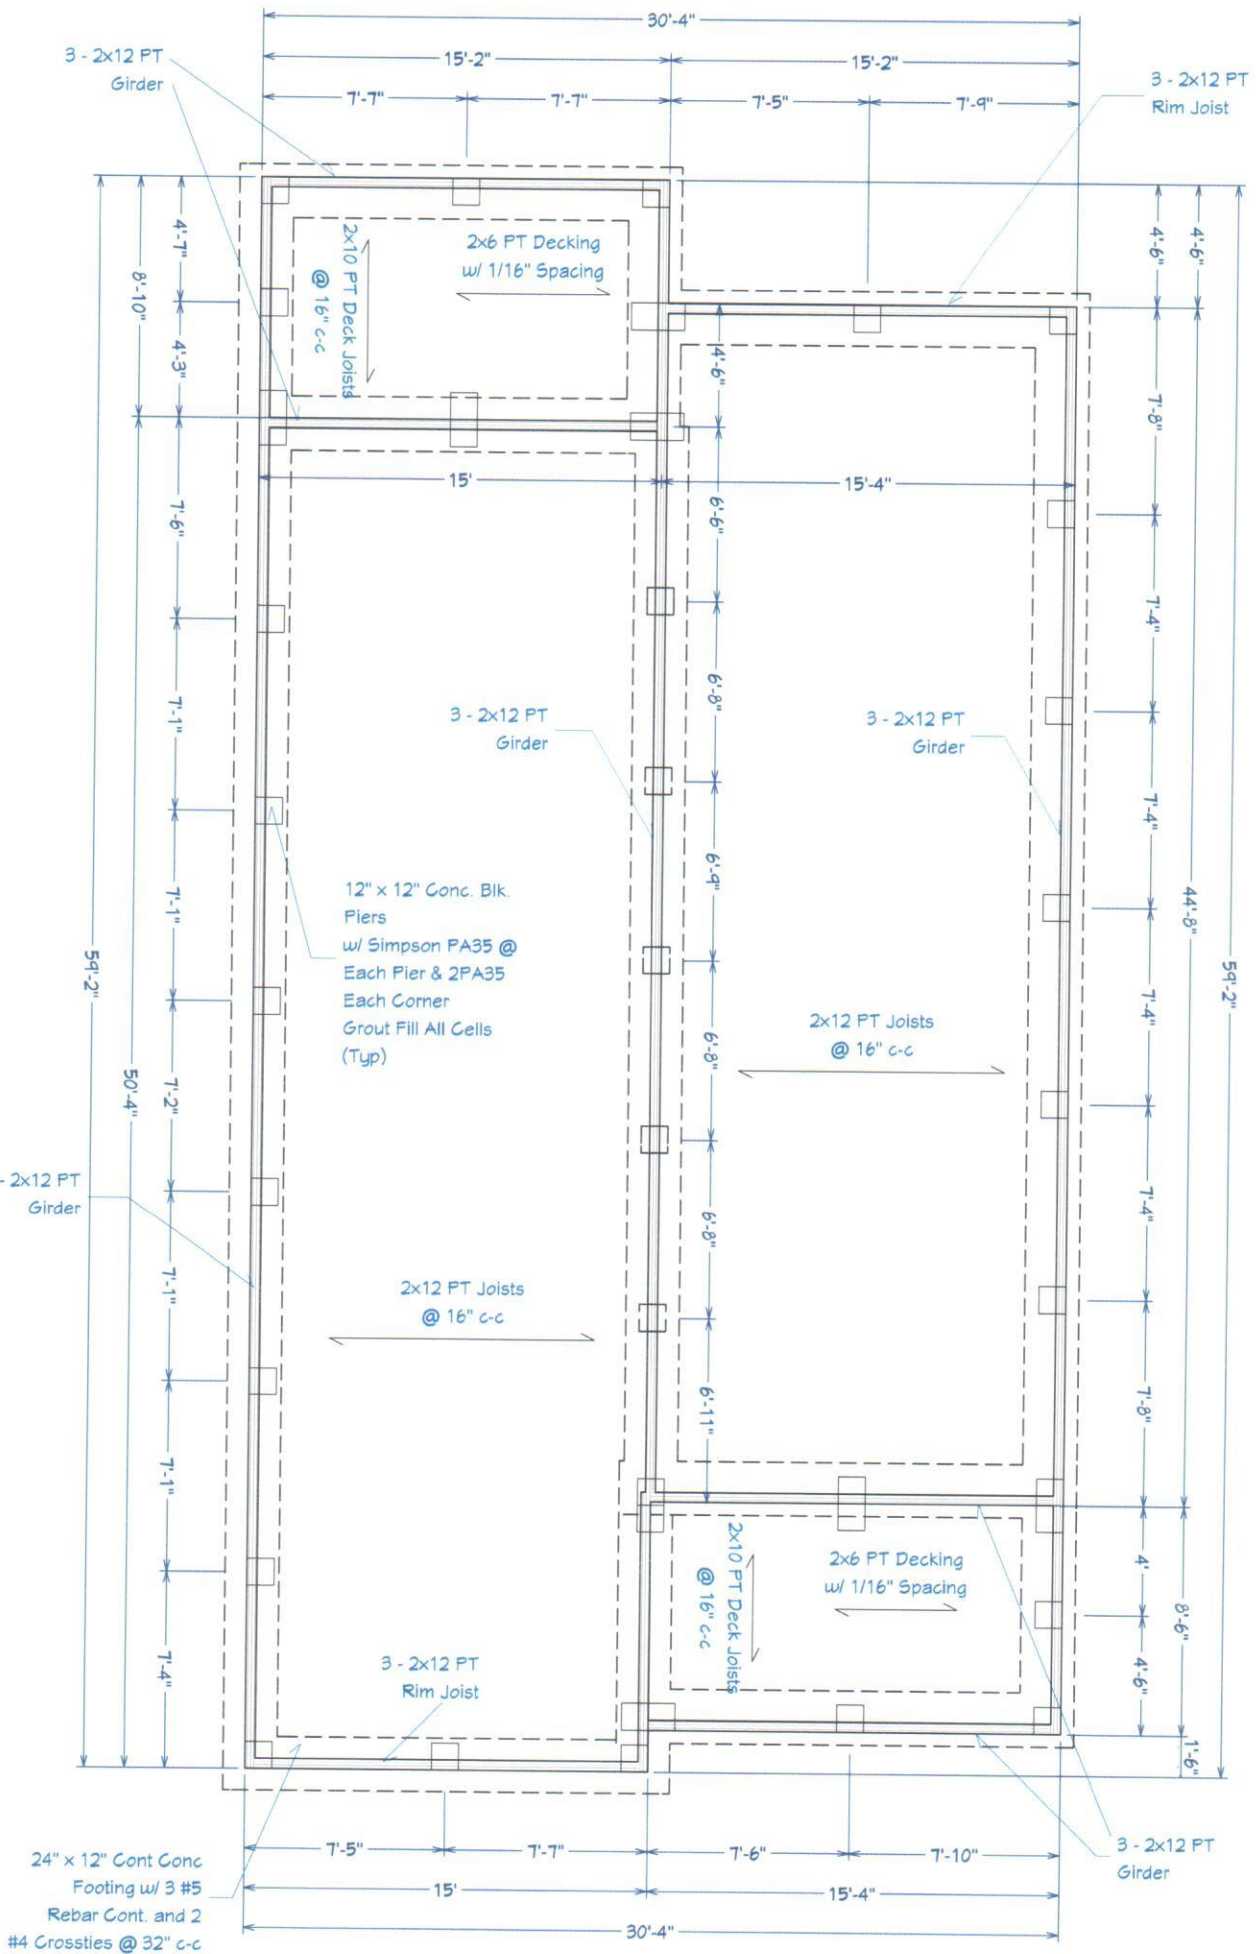 30'-4"
15'-2"
15'-2"
7'-7"
7'-7"
7'-5"
7'-9"
3 - 2x12 PT
Girder
3 - 2x12 PT
Rim Joist
59'-2"
8'-10"
50'-4"
4'-7"
4'-3"
7'-6"
7'-1"
7'-1"
7'-2"
7'-1"
7'-1"
7'-4"
2x10 PT Deck Joists
@ 16" c-c
2x6 PT Decking
w/ 1/16" Spacing
15'
15'-4"
4'-6"
6'-6"
6'-8"
6'-9"
6'-8"
6'-8"
6'-11"
4'-6"
7'-8"
7'-4"
7'-4"
7'-4"
7'-4"
7'-8"
4'
4'-6"
4'-6"
44'-8"
8'-6"
1'-6"
59'-2"
3 - 2x12 PT
Girder
3 - 2x12 PT
Girder
12" x 12" Conc. Blk.
Piers
w/ Simpson PA35 @
Each Pier & 2PA35
Each Corner
Grout Fill All Cells
(Typ)
2x12 PT Joists
@ 16" c-c
- 2x12 PT
Girder
2x12 PT Joists
@ 16" c-c
2x10 PT Deck Joists
@ 16" c-c
2x6 PT Decking
w/ 1/16" Spacing
3 - 2x12 PT
Rim Joist
3 - 2x12 PT
Girder
24" x 12" Cont Conc
Footing w/ 3 #5
Rebar Cont. and 2
#4 Crossties @ 32" c-c
7'-5"
7'-7"
7'-6"
7'-10"
15'
15'-4"
30'-4"